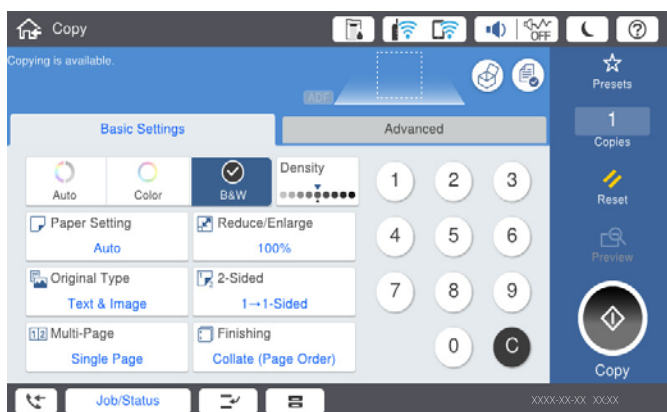 Copy
OFF
Copying is available.
ADF
Presets
Basic Settings
Advanced
1
Copies
Auto
Color
B&W
Density
1
2
3
Reset
Paper Setting
Auto
Reduce/Enlarge
100%
4
5
6
Preview
Original Type
Text & Image
2-Sided
1→1-Sided
7
8
9
1 2 Multi-Page
Single Page
Finishing
Collate (Page Order)
0
C
Copy
Job/Status
XXXX-XX-XX XX:XX